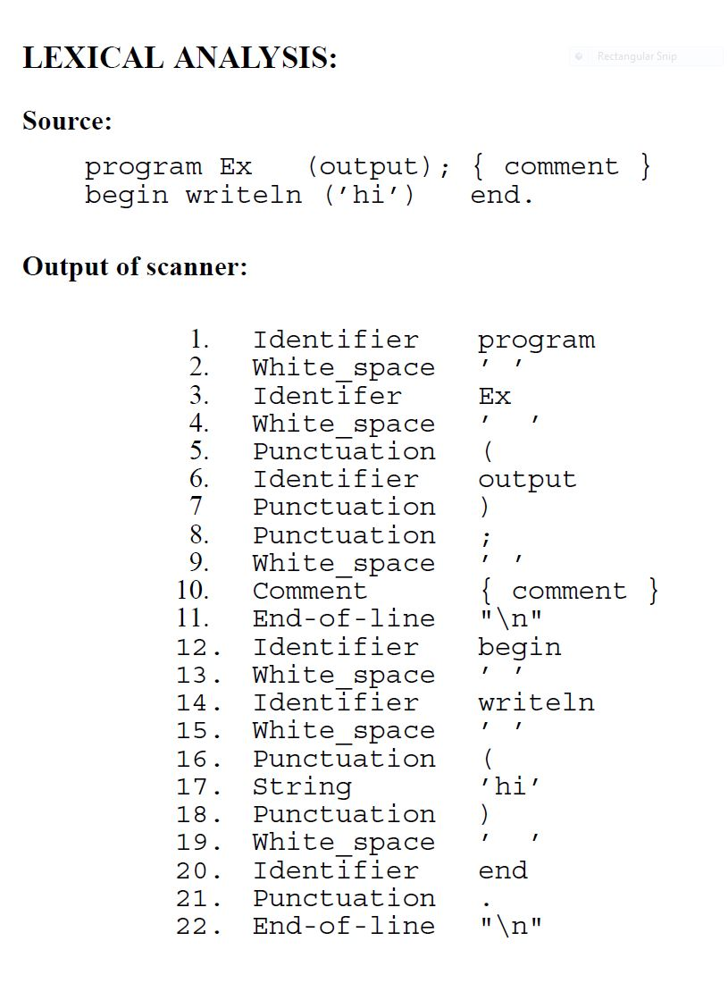 LEXICAL ANALYSIS:
Rectangular Snip
Source:
program Ex   (output); { comment }
begin writeln (’hi’)   end.
Output of scanner:
1. Identifier program
2. White_space ’ ’
3. Identifer Ex
4. White_space ’  ’
5. Punctuation (
6. Identifier output
7 Punctuation )
8. Punctuation ;
9. White_space ’ ’
10. Comment { comment }
11. End-of-line "\n"
12. Identifier begin
13. White_space ’ ’
14. Identifier writeln
15. White_space ’ ’
16. Punctuation (
17. String ’hi’
18. Punctuation )
19. White_space ’  ’
20. Identifier end
21. Punctuation .
22. End-of-line "\n"